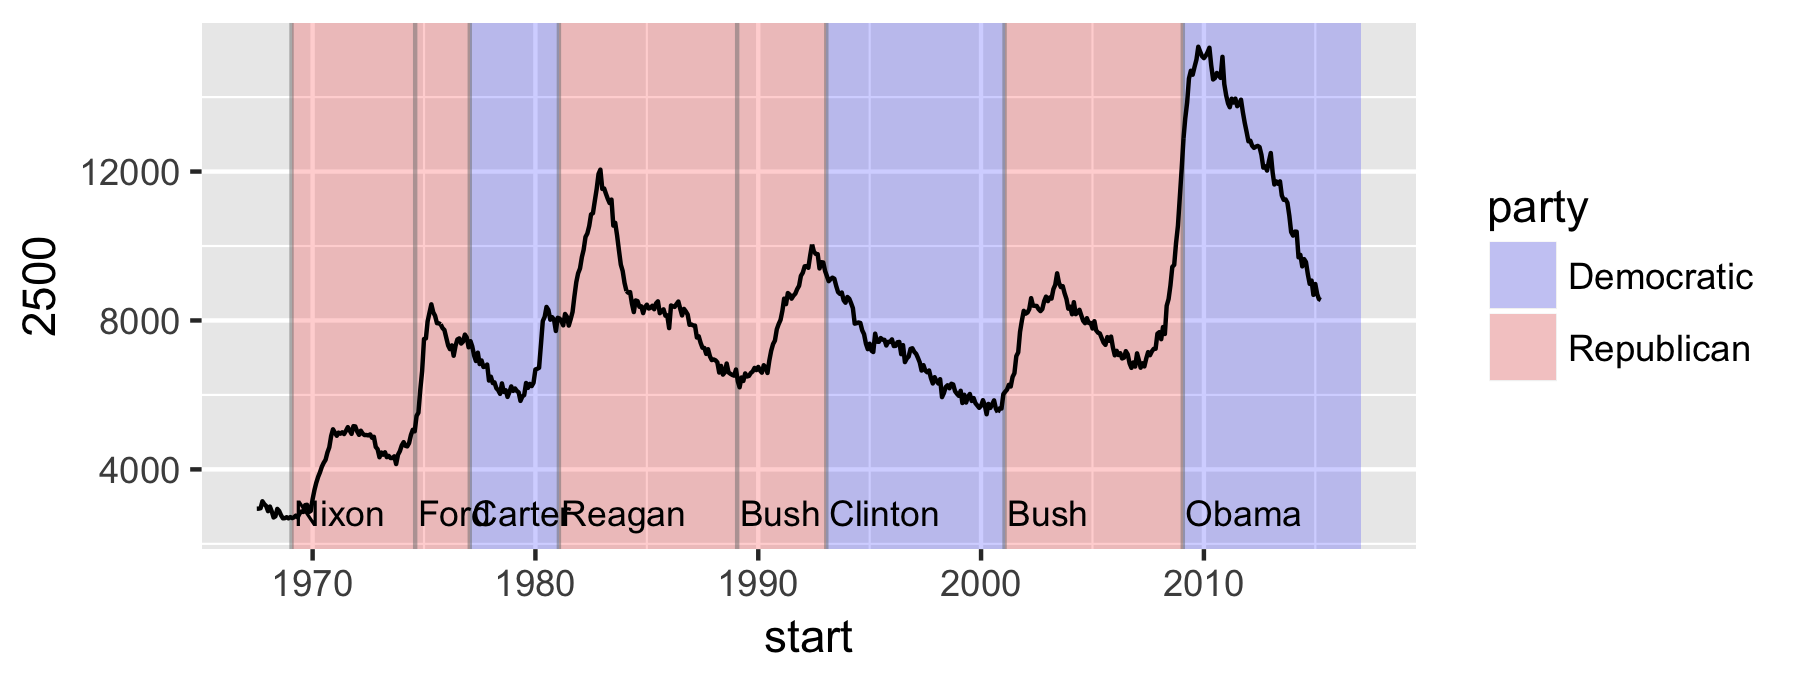 2500
12000
8000
4000
Nixon Ford Carter Reagan Bush Clinton Bush Obama
1970 1980 1990 2000 2010
start
party
Democratic
Republican